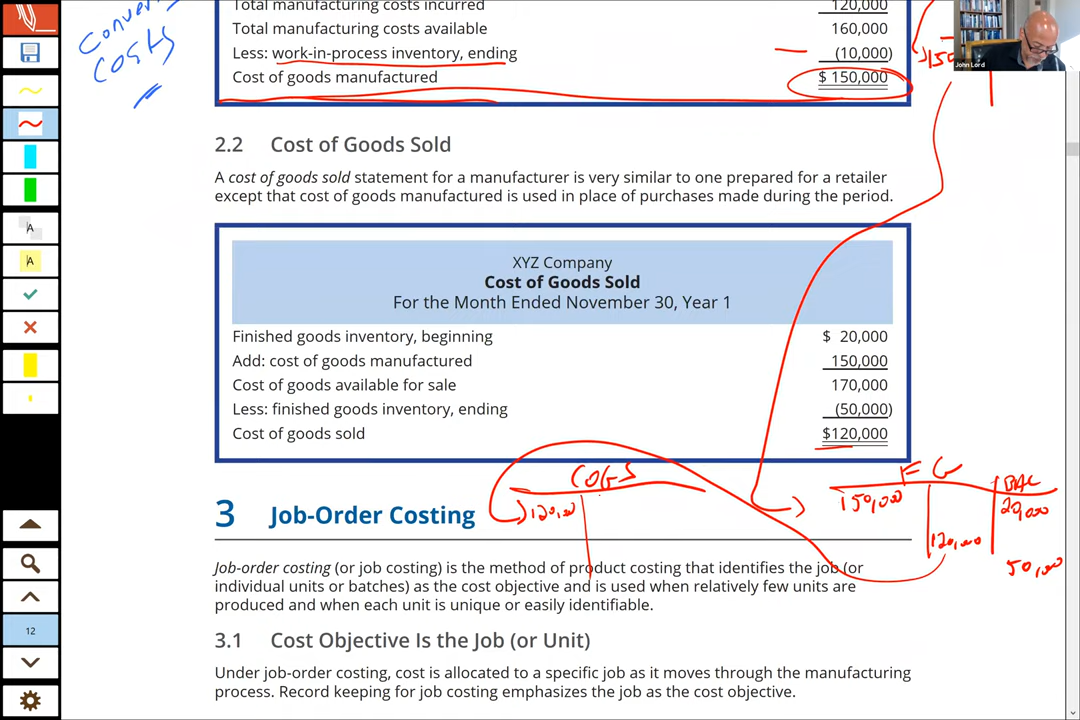 conver
costs
Total manufacturing costs incurred 120,000
Total manufacturing costs available 160,000
Less: work-in-process inventory, ending (10,000)
Cost of goods manufactured $ 150,000
John Lord
2.2 Cost of Goods Sold
A cost of goods sold statement for a manufacturer is very similar to one prepared for a retailer
except that cost of goods manufactured is used in place of purchases made during the period.
XYZ Company
Cost of Goods Sold
For the Month Ended November 30, Year 1
Finished goods inventory, beginning $ 20,000
Add: cost of goods manufactured 150,000
Cost of goods available for sale 170,000
Less: finished goods inventory, ending (50,000)
Cost of goods sold $120,000
COGS
120,000
FG BAL
150,000 20,000
120,000
50,000
3 Job-Order Costing
Job-order costing (or job costing) is the method of product costing that identifies the job (or
individual units or batches) as the cost objective and is used when relatively few units are
produced and when each unit is unique or easily identifiable.
3.1 Cost Objective Is the Job (or Unit)
Under job-order costing, cost is allocated to a specific job as it moves through the manufacturing
process. Record keeping for job costing emphasizes the job as the cost objective.
A
A
12